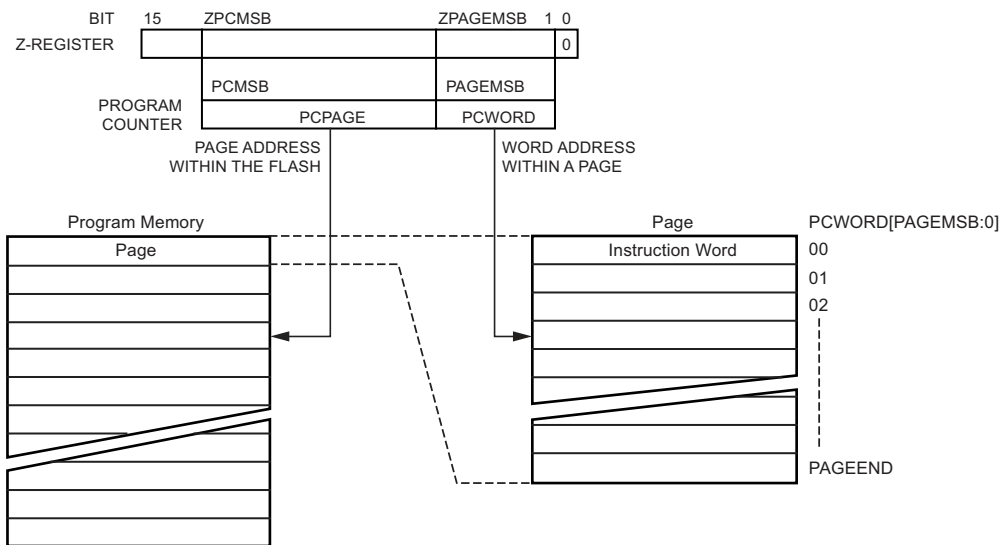 BIT 15 ZPCMSB ZPAGEMSB 1 0
Z-REGISTER 0
PCMSB PAGEMSB
PROGRAM
COUNTER
PCPAGE PCWORD
PAGE ADDRESS
WITHIN THE FLASH
WORD ADDRESS
WITHIN A PAGE
Program Memory Page PCWORD[PAGEMSB:0]
Page Instruction Word 00
01
02
PAGEEND